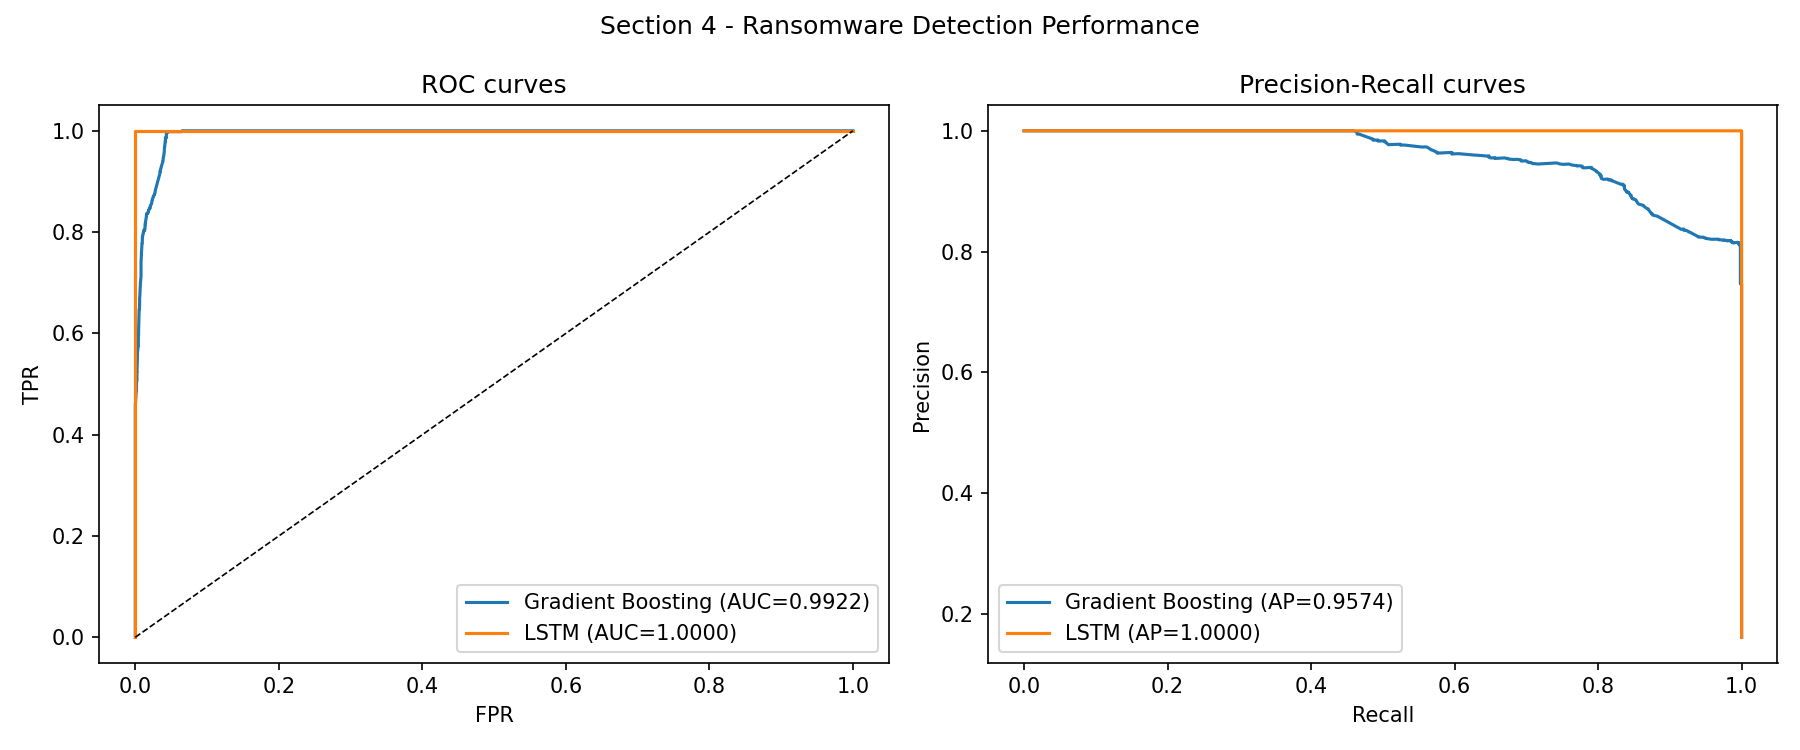 Section 4 - Ransomware Detection Performance
ROC curves
1.0
0.8
0.6
0.4
0.2
0.0
TPR
0.0 0.2 0.4 0.6 0.8 1.0
FPR
Gradient Boosting (AUC=0.9922)
LSTM (AUC=1.0000)
Precision-Recall curves
1.0
0.8
0.6
0.4
0.2
Precision
0.0 0.2 0.4 0.6 0.8 1.0
Recall
Gradient Boosting (AP=0.9574)
LSTM (AP=1.0000)